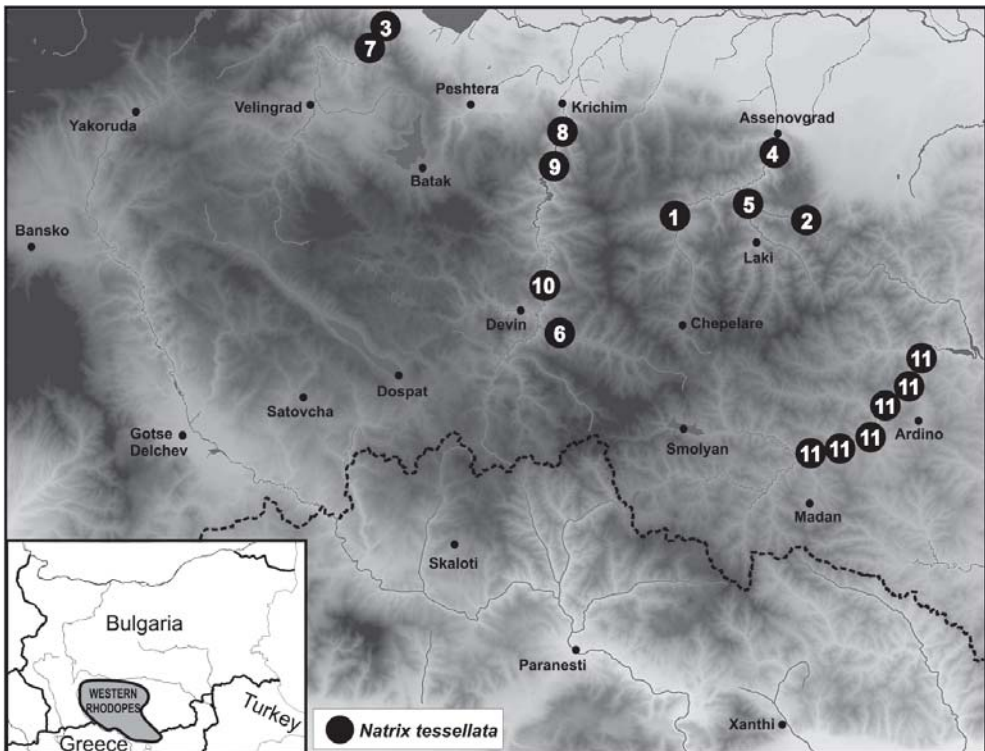 3
7
Peshtera
Velingrad
Krichim
Yakoruda
Assenovgrad
8
4
9
Batak
5
1
2
Bansko
Laki
10
Devin
Chepelare
6
11
Dospat
11
Satovcha
11
Ardino
Gotse
Delchev
Smolyan
11
11
11
Madan
Skaloti
Bulgaria
Paranesti
WESTERN
RHODOPES
Turkey
Greece
Natrix tessellata
Xanthi